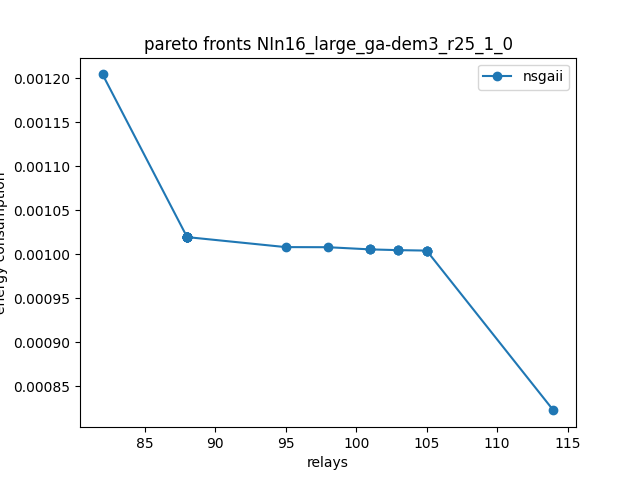 pareto fronts NIn16_large_ga-dem3_r25_1_0
nsgaii
0.00120
0.00115
0.00110
0.00105
0.00100
0.00095
0.00090
0.00085
energy consumption
85 90 95 100 105 110 115
relays